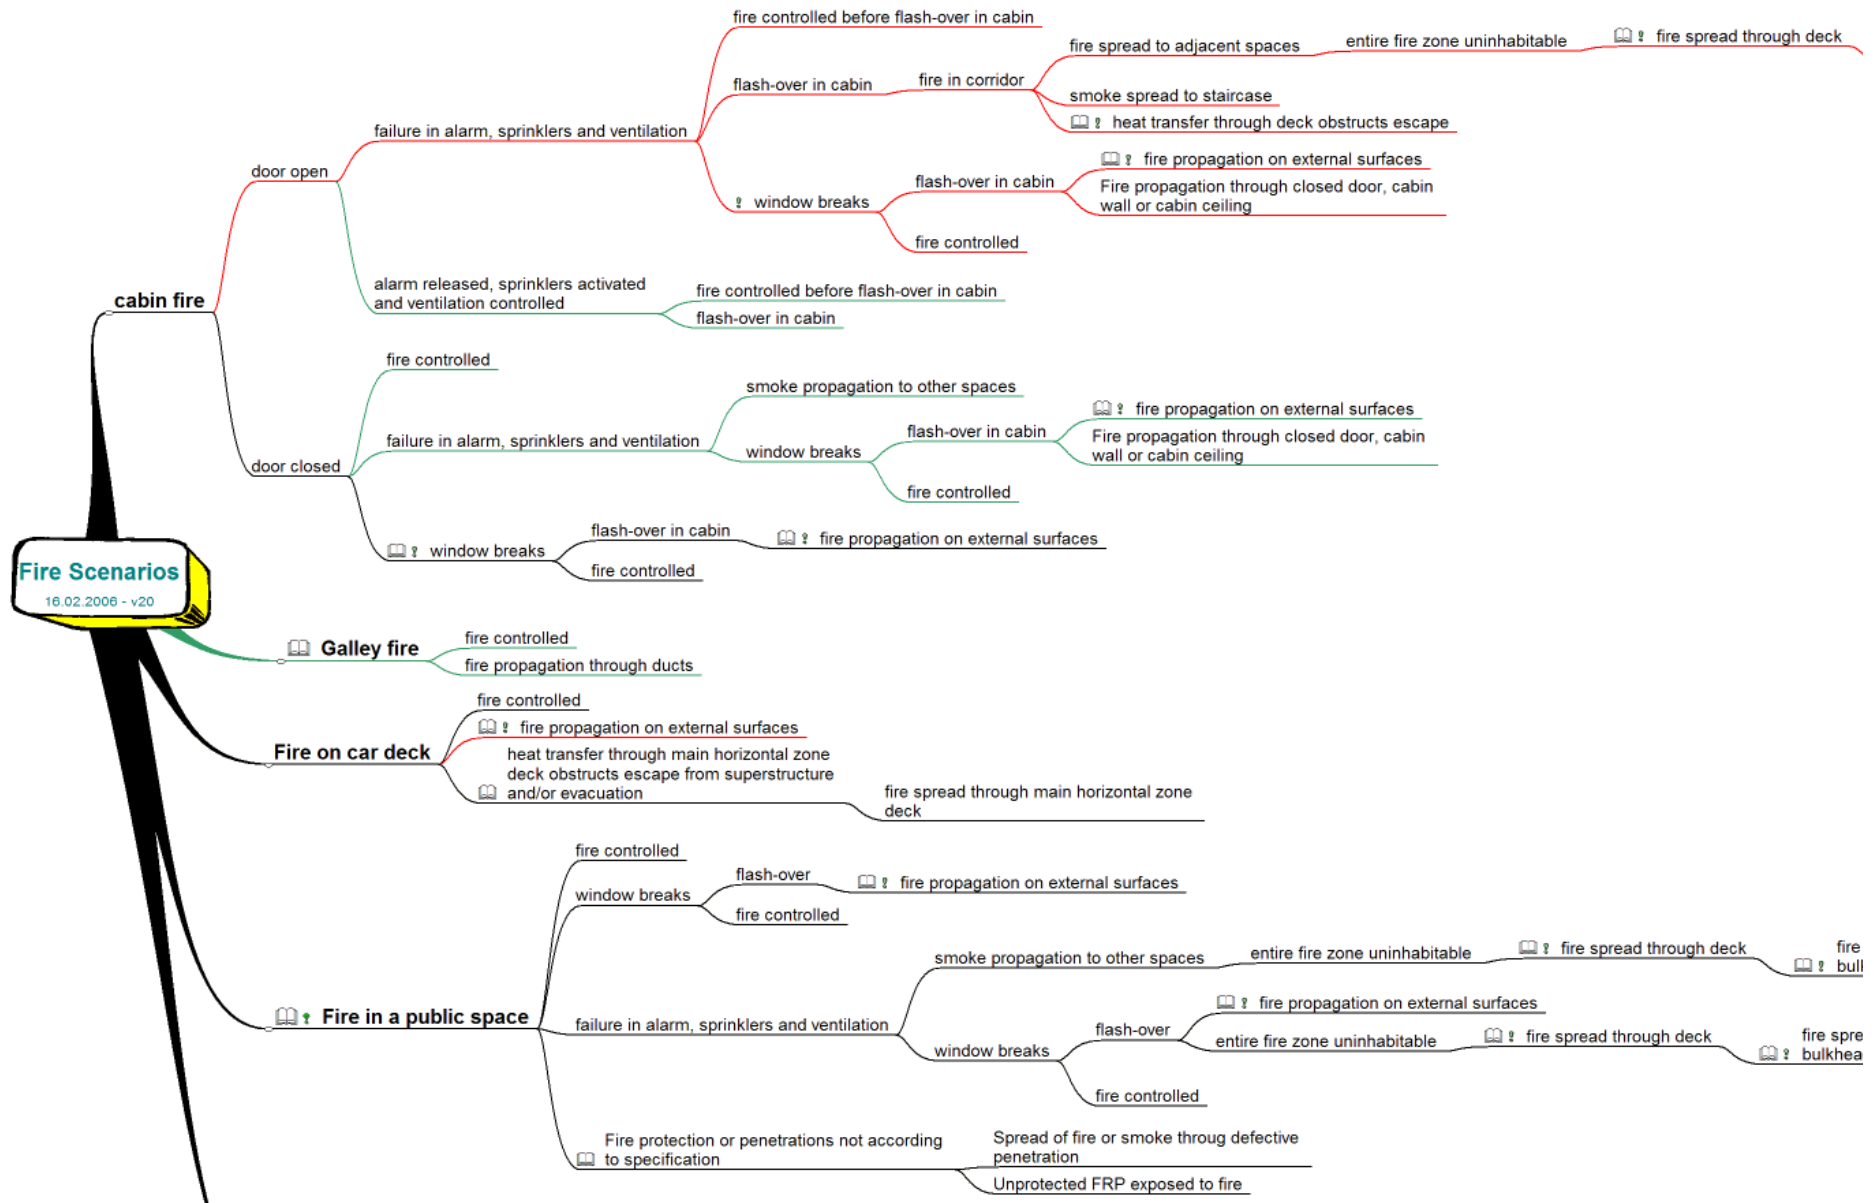 fire controlled before flash-over in cabin
fire spread to adjacent spaces
entire fire zone uninhabitable
fire spread through deck
flash-over in cabin
fire in corridor
smoke spread to staircase
heat transfer through deck obstructs escape
failure in alarm, sprinklers and ventilation
door open
fire propagation on external surfaces
flash-over in cabin
Fire propagation through closed door, cabin
wall or cabin ceiling
window breaks
fire controlled
alarm released, sprinklers activated
and ventilation controlled
fire controlled before flash-over in cabin
flash-over in cabin
cabin fire
fire controlled
smoke propagation to other spaces
failure in alarm, sprinklers and ventilation
fire propagation on external surfaces
flash-over in cabin
Fire propagation through closed door, cabin
wall or cabin ceiling
window breaks
fire controlled
door closed
flash-over in cabin
fire propagation on external surfaces
window breaks
fire controlled
Fire Scenarios
16.02.2006 - v20
Galley fire
fire controlled
fire propagation through ducts
fire controlled
fire propagation on external surfaces
Fire on car deck
heat transfer through main horizontal zone
deck obstructs escape from superstructure
and/or evacuation
fire spread through main horizontal zone
deck
fire controlled
flash-over
fire propagation on external surfaces
window breaks
fire controlled
smoke propagation to other spaces
entire fire zone uninhabitable
fire spread through deck
fire
Fire in a public space
failure in alarm, sprinklers and ventilation
fire propagation on external surfaces
flash-over
entire fire zone uninhabitable
fire spread through deck
fire spre
bulkhea
window breaks
fire controlled
Fire protection or penetrations not according
to specification
Spread of fire or smoke throug defective
penetration
Unprotected FRP exposed to fire